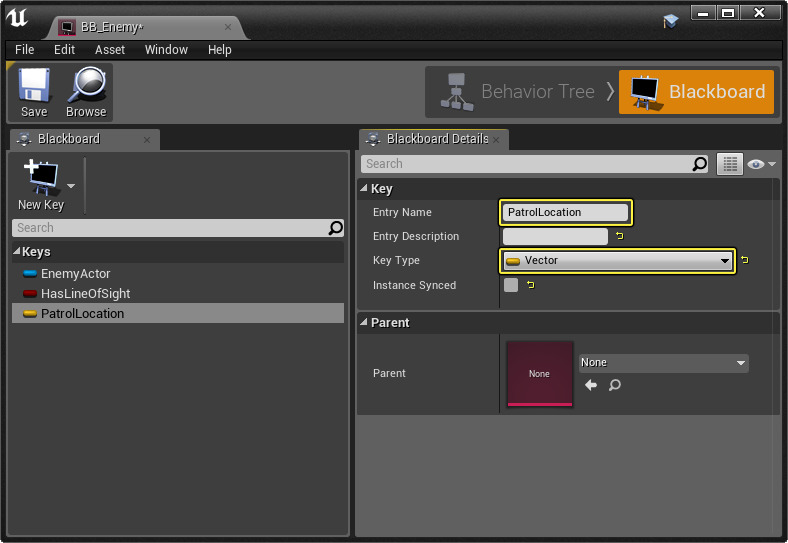 BB_Enemy*
File Edit Asset Window Help
Save Browse
Behavior Tree Blackboard
Blackboard
New Key
Search
Keys
EnemyActor
HasLineOfSight
PatrolLocation
Blackboard Details
Search
Key
Entry Name PatrolLocation
Entry Description
Key Type Vector
Instance Synced
Parent
Parent None None